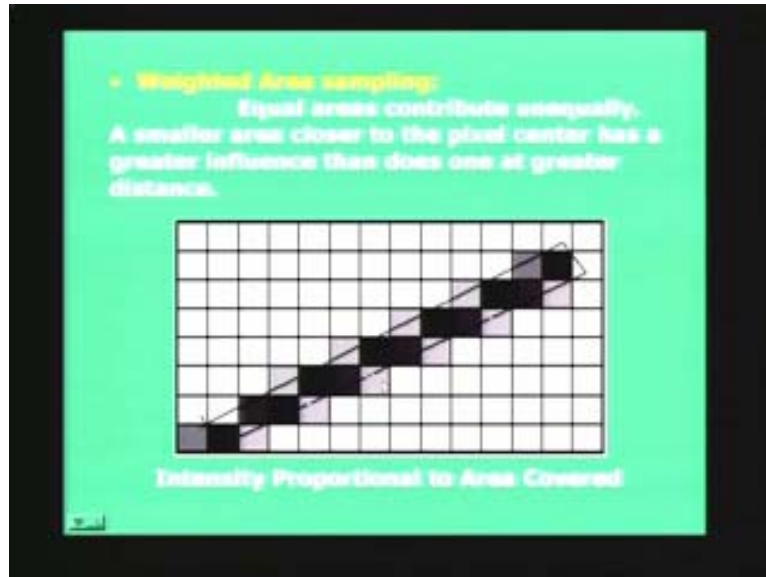 • Weighted Area sampling:
Equal areas contribute unequally.
A smaller area closer to the pixel center has a
greater influence than does one at greater
distance.
Intensity Proportional to Area Covered